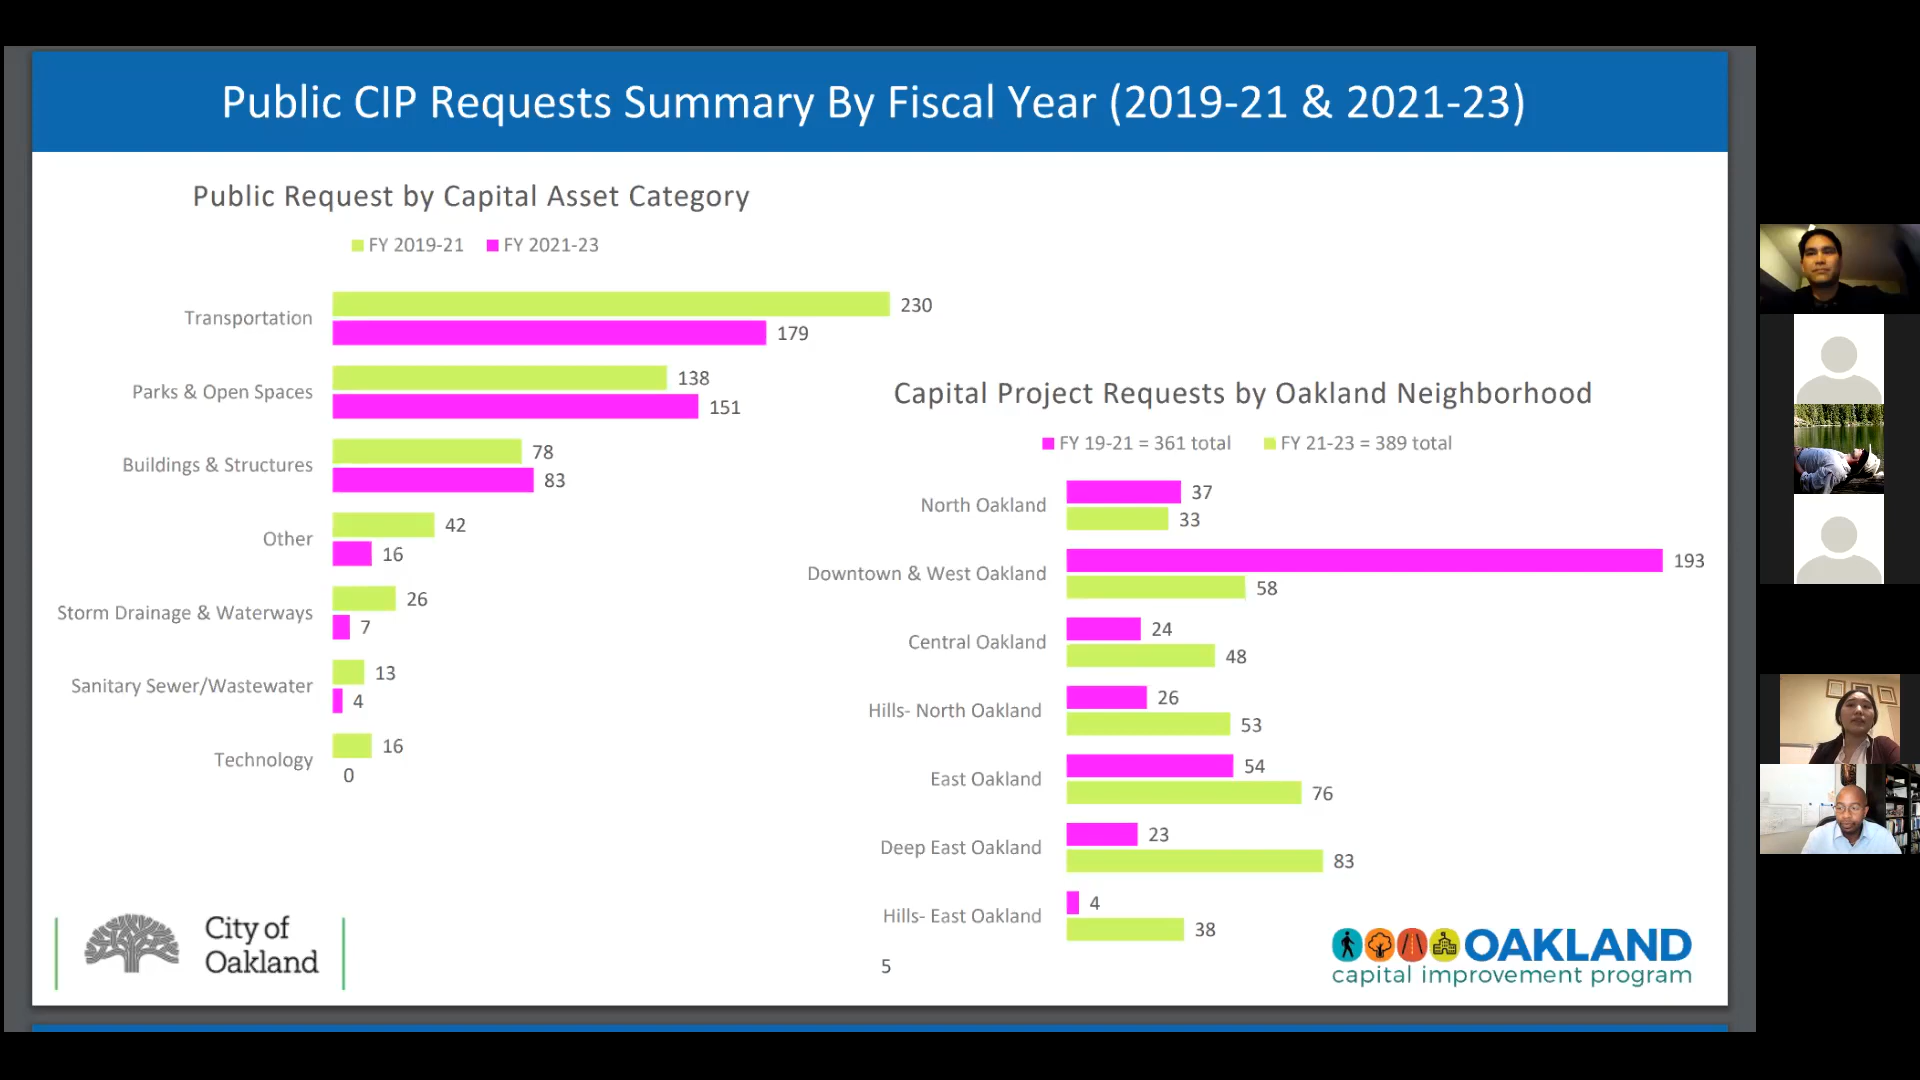 Public CIP Requests Summary By Fiscal Year (2019-21 & 2021-23)
Public Request by Capital Asset Category
FY 2019-21 FY 2021-23
Transportation
230
179
Parks & Open Spaces
138
151
Buildings & Structures
78
83
Other
42
16
Storm Drainage & Waterways
26
7
Sanitary Sewer/Wastewater
13
4
Technology
16
0
Capital Project Requests by Oakland Neighborhood
FY 19-21 = 361 total FY 21-23 = 389 total
North Oakland
37
33
Downtown & West Oakland
193
58
Central Oakland
24
48
Hills- North Oakland
26
53
East Oakland
54
76
Deep East Oakland
23
83
Hills- East Oakland
4
38
City of
Oakland
5
OAKLAND
capital improvement program